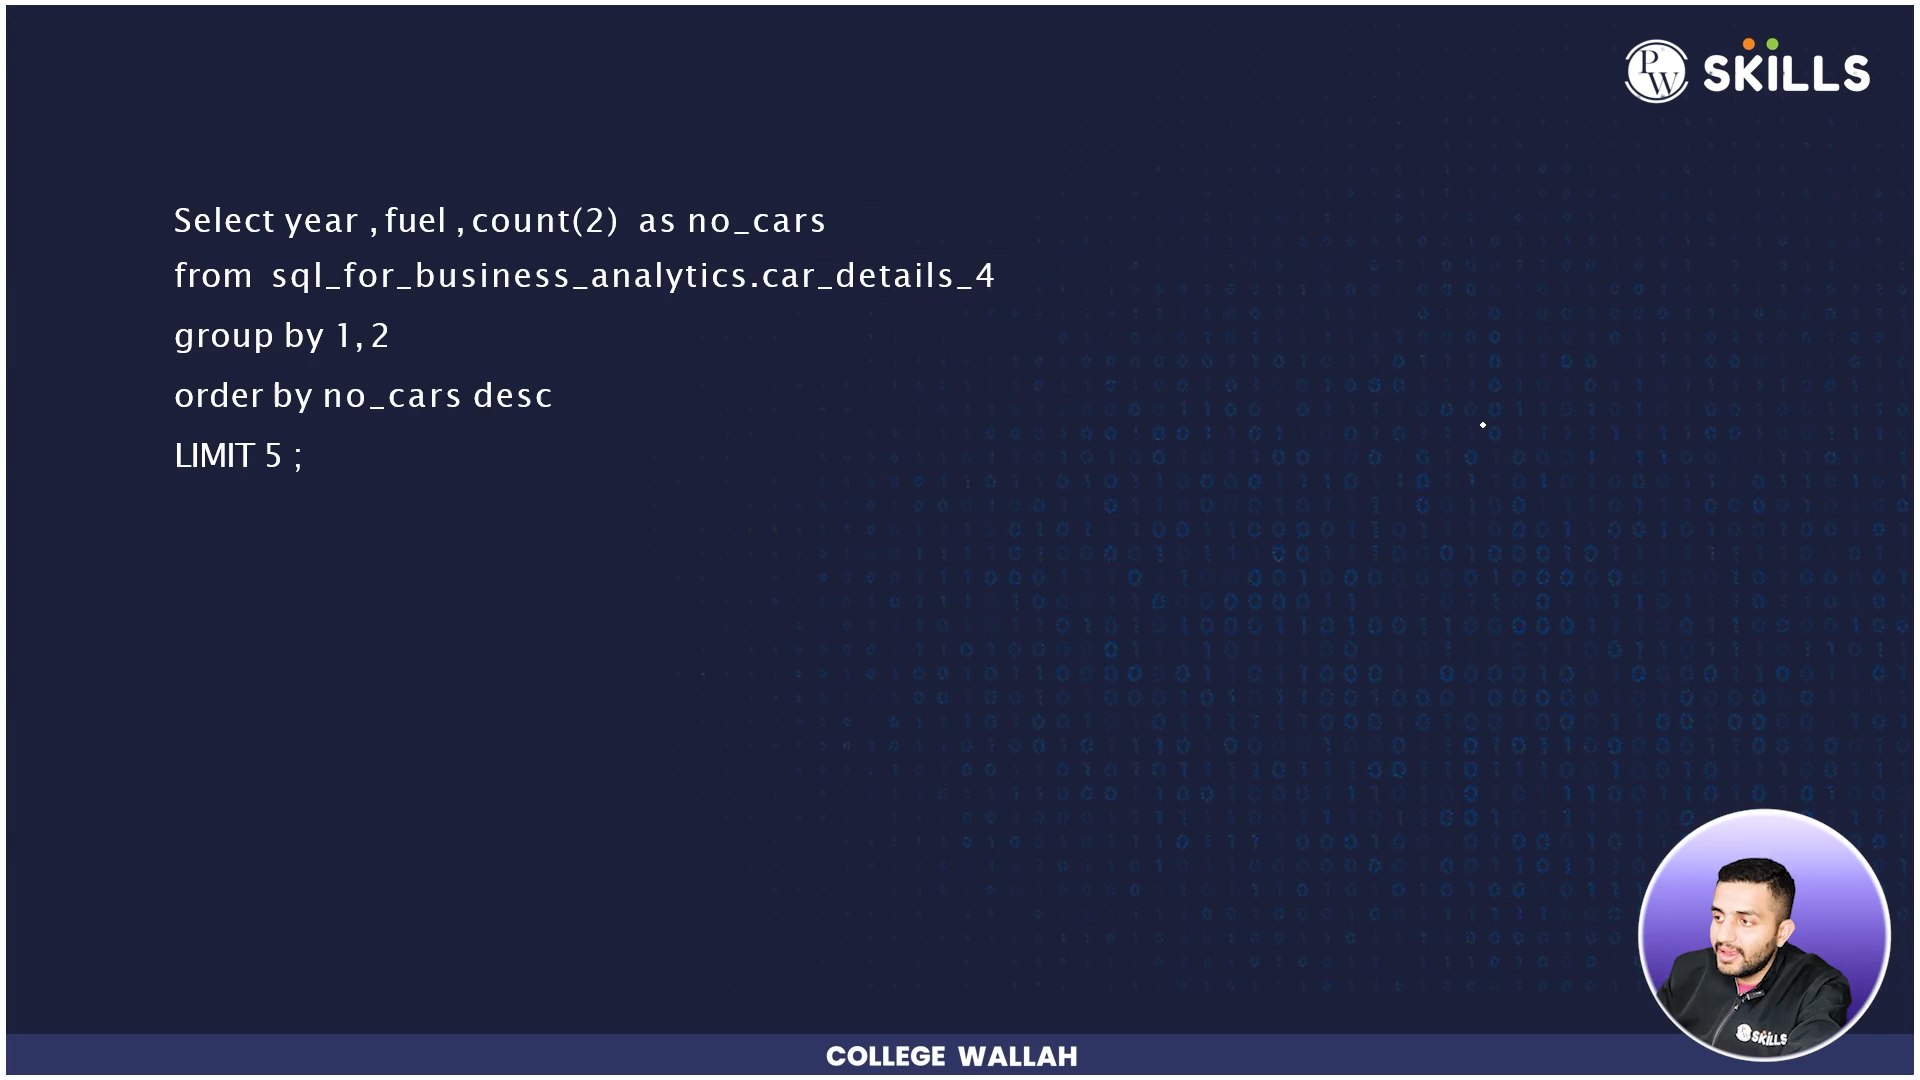 PW SKILLS
Select year ,fuel ,count(2) as no_cars
from sql_for_business_analytics.car_details_4
group by 1,2
order by no_cars desc
LIMIT 5 ;
SKILLS
COLLEGE WALLAH